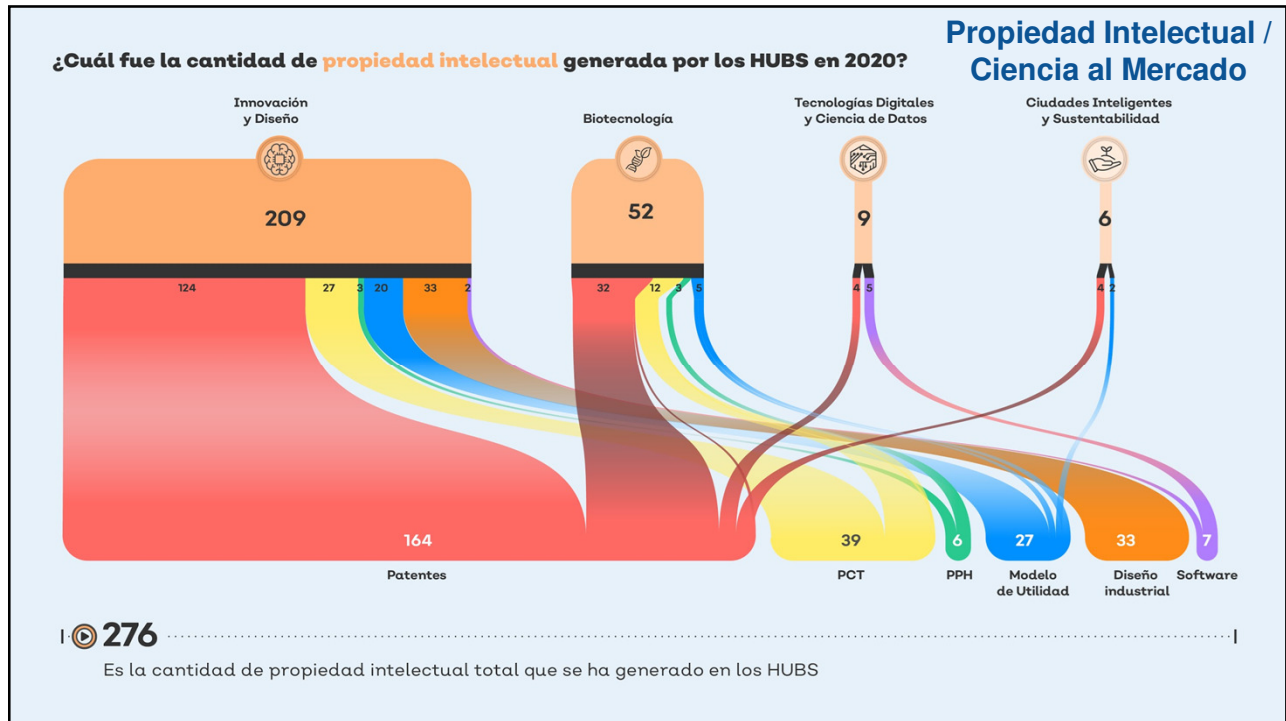 Propiedad Intelectual /
Ciencia al Mercado
¿Cuál fue la cantidad de propiedad intelectual generada por los HUBS en 2020?
Innovación
y Diseño
Biotecnología
Tecnologías Digitales
y Ciencia de Datos
Ciudades Inteligentes
y Sustentabilidad
209
52
9
6
124 27 3 20 33 2
32 12 3 5
4 5
4 2
164
39
6
27
33
7
Patentes
PCT
PPH
Modelo
de Utilidad
Diseño
industrial
Software
276
Es la cantidad de propiedad intelectual total que se ha generado en los HUBS